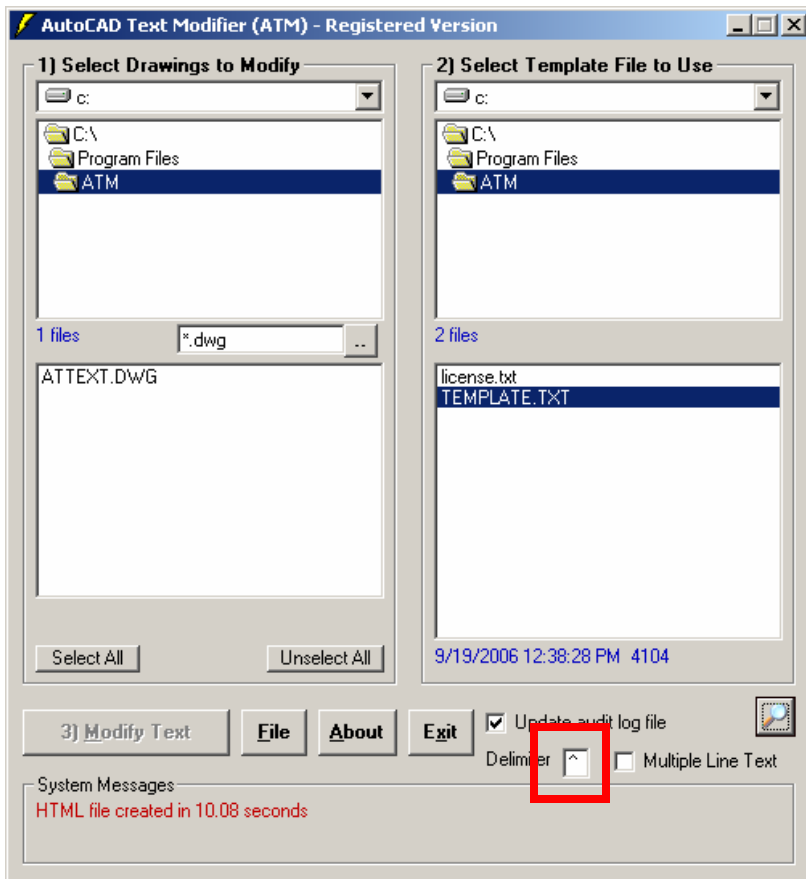 AutoCAD Text Modifier (ATM) - Registered Version
1) Select Drawings to Modify
c:
C:\
Program Files
ATM
1 files
*.dwg
..
ATTEXT.DWG
Select All
Unselect All
2) Select Template File to Use
c:
C:\
Program Files
ATM
2 files
license.txt
TEMPLATE.TXT
9/19/2006 12:38:28 PM 4104
3) Modify Text
File
About
Exit
Update audit log file
Delimiter ^
Multiple Line Text
System Messages
HTML file created in 10.08 seconds